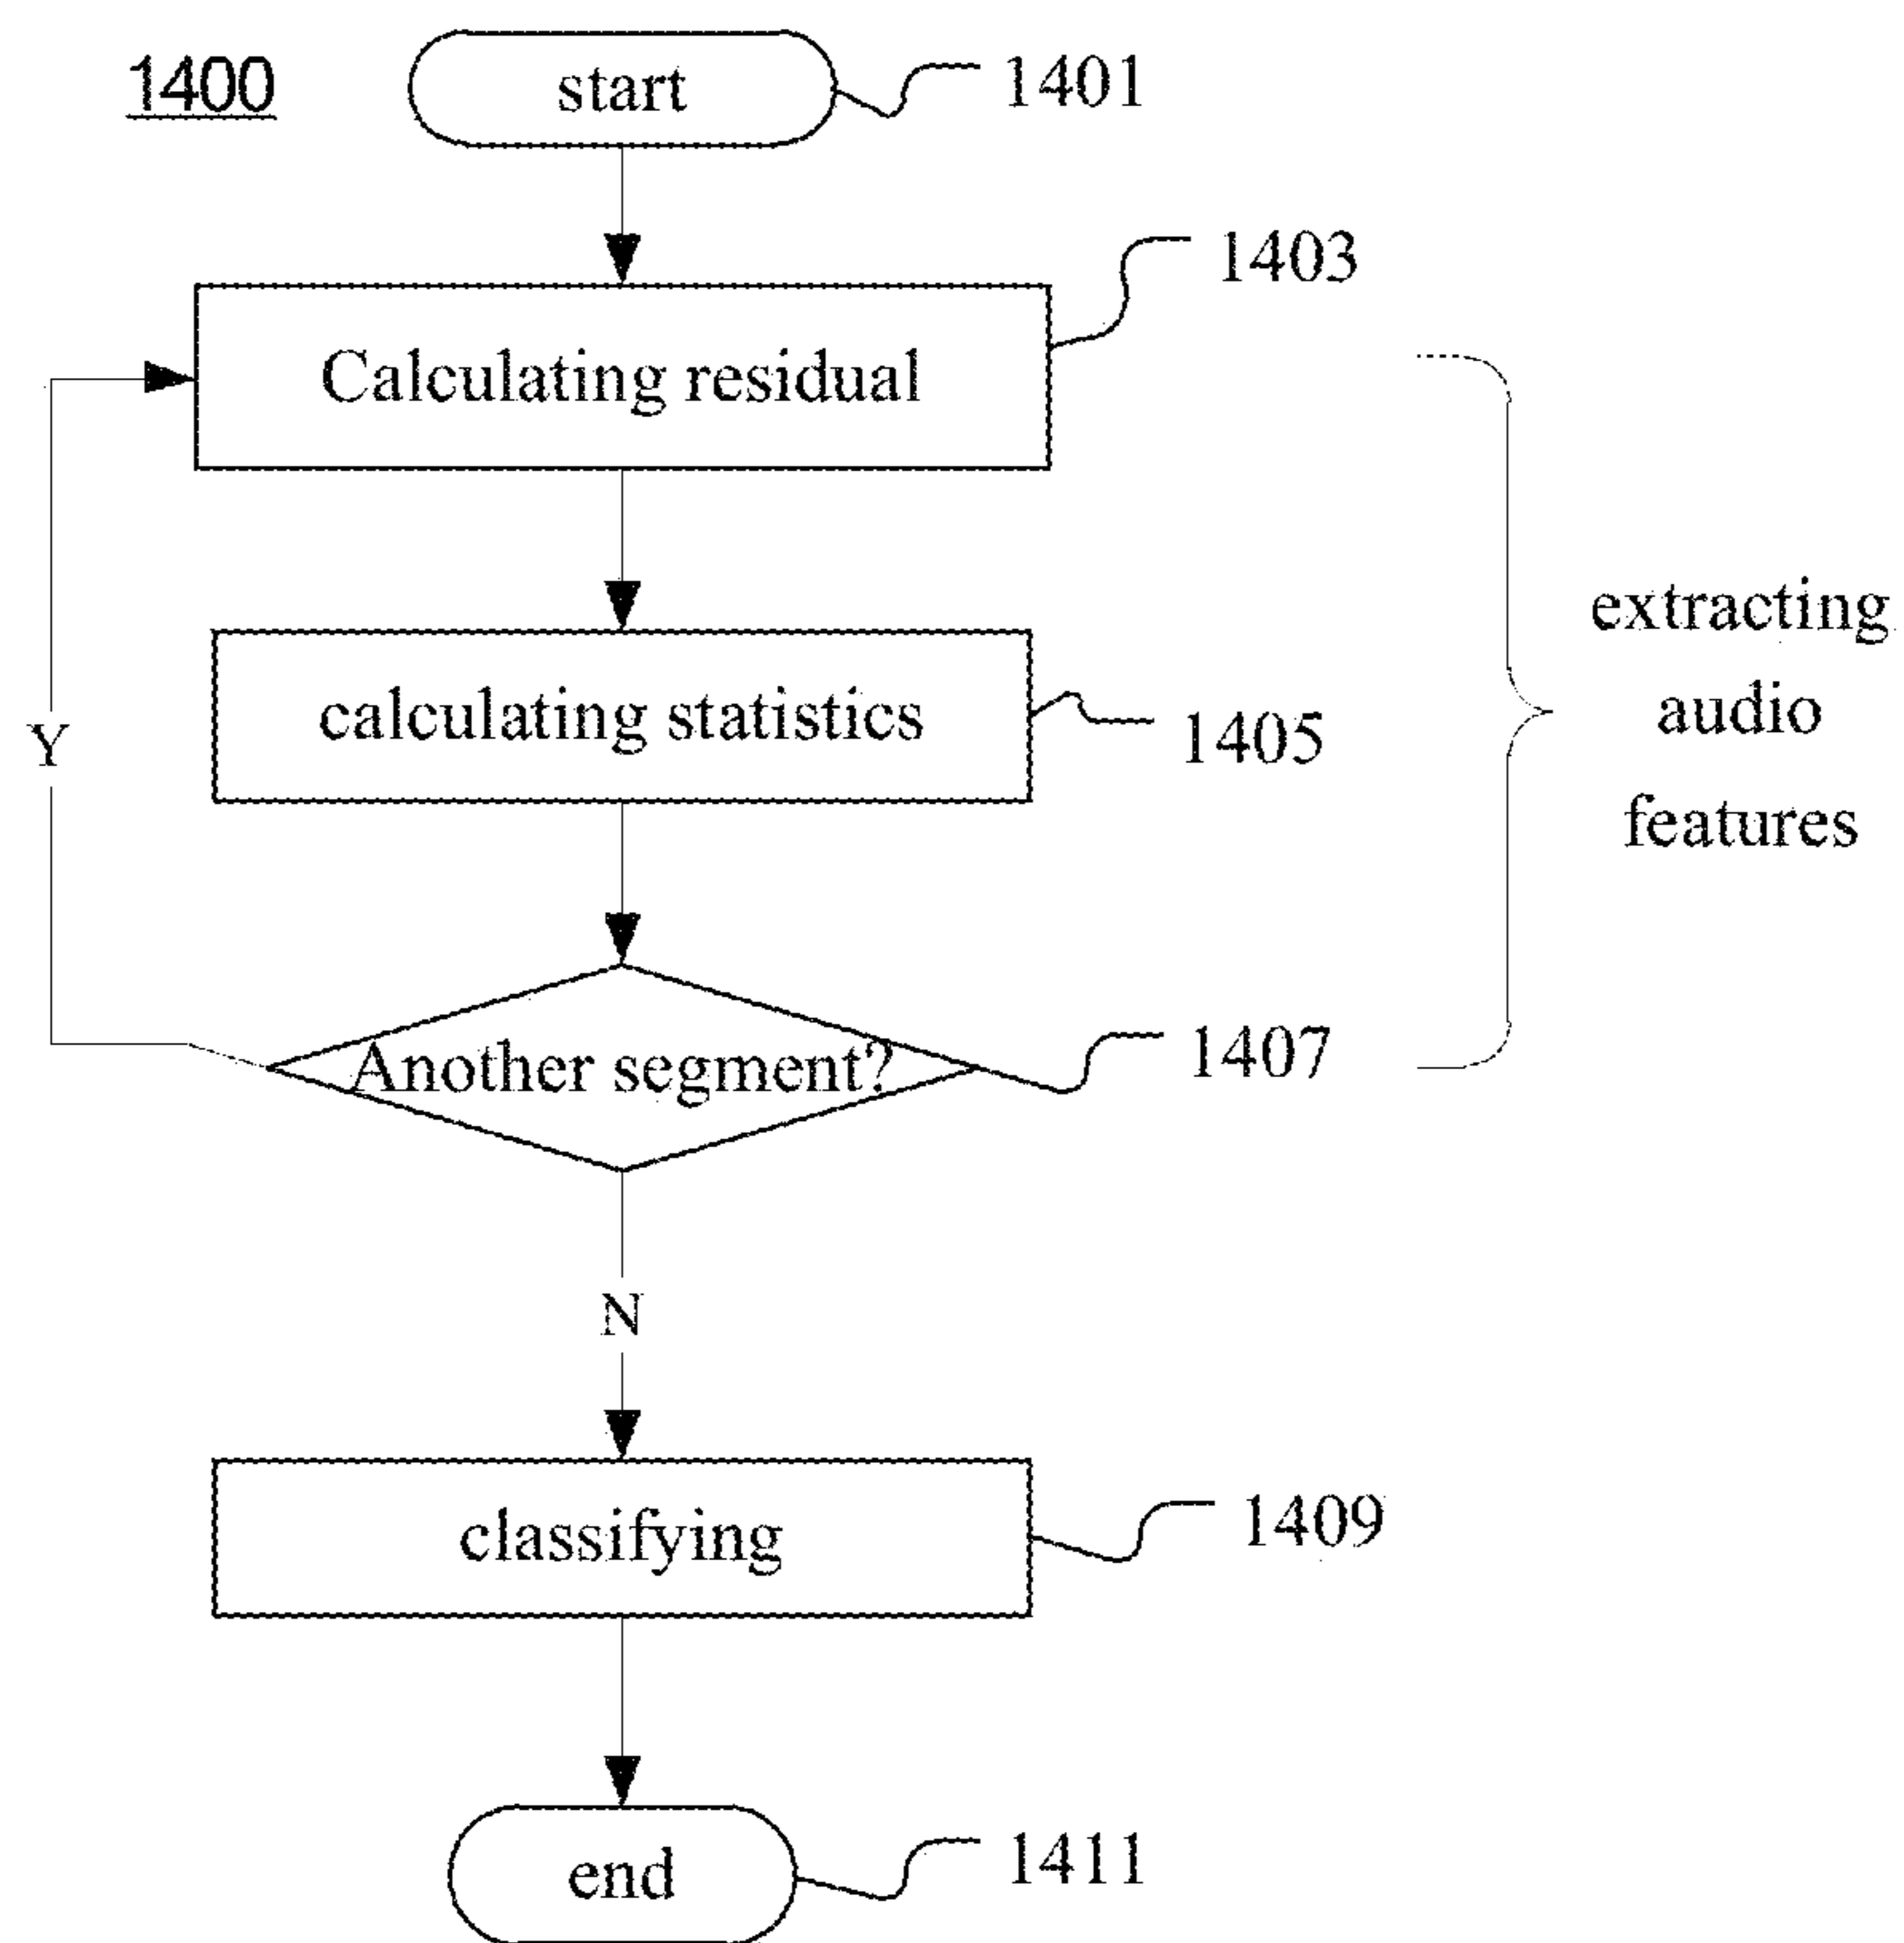 1400
start
1401
1403
Calculating residual
extracting
audio
features
calculating statistics
1405
Y
Another segment?
1407
N
classifying
1409
end
1411